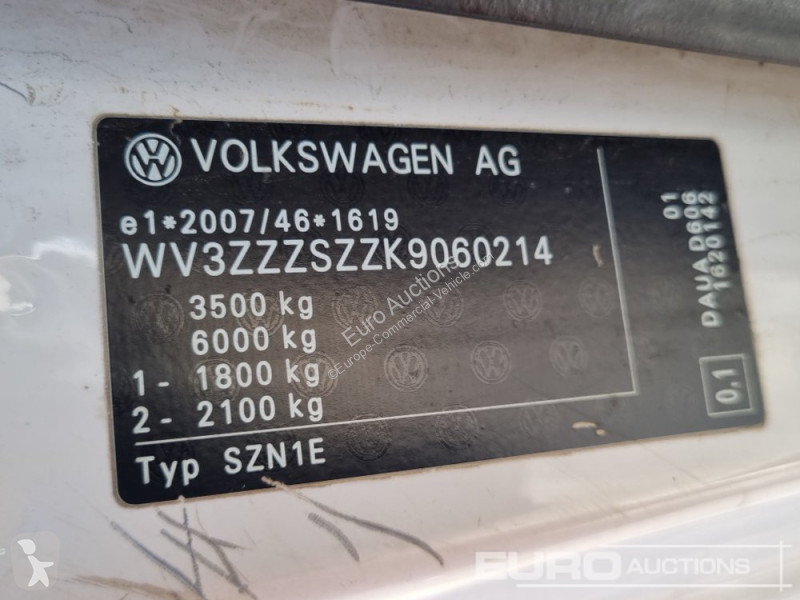 VOLKSWAGEN AG
e1*2007/46*1619
WV3ZZZSZZK9060214
3500 kg
6000 kg
1- 1800 kg
2- 2100 kg
Typ SZN1E
01
DAUA D606
1620142
0,1
Euro Auctions
©Europe-Commercial-Vehicle.com
EURO AUCTIONS